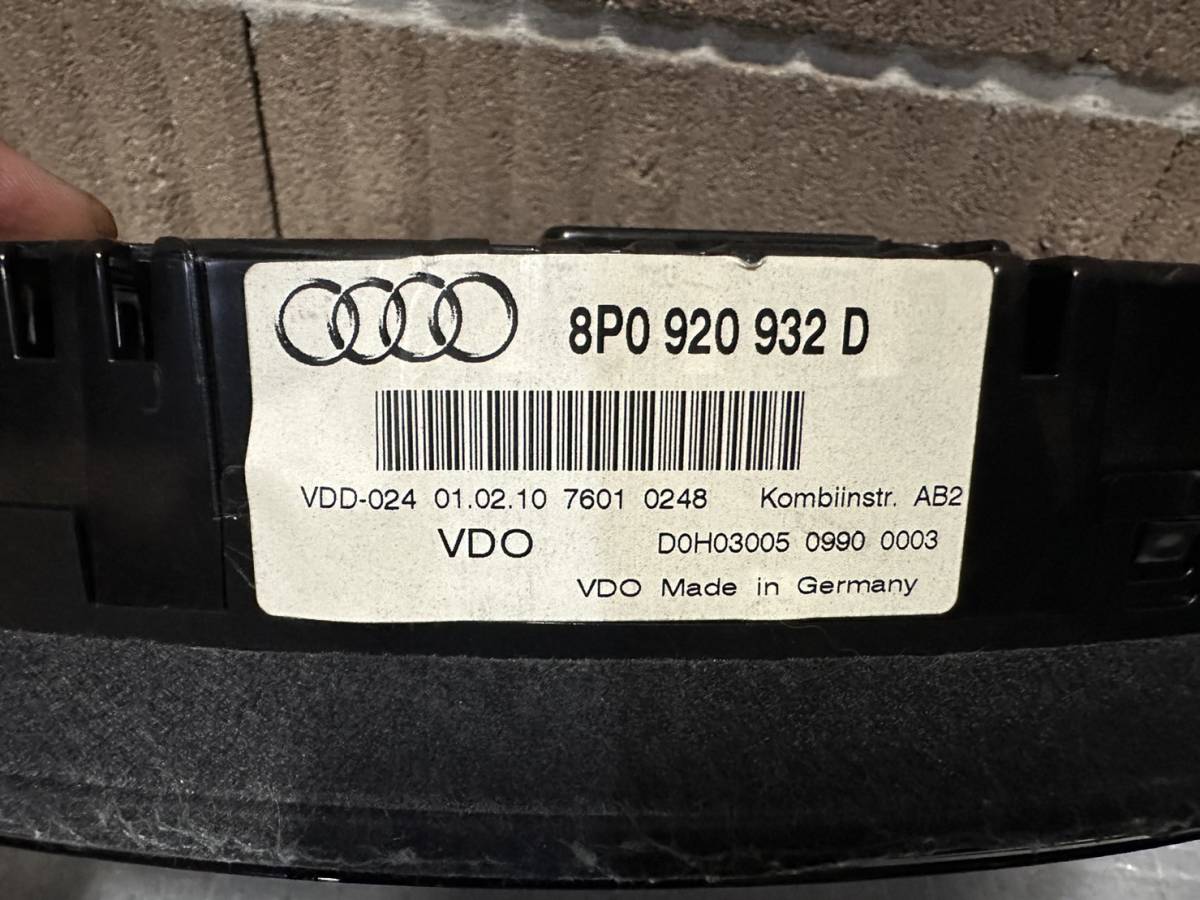 8P0 920 932 D
VDD-024 01.02.10 7601 0248 Kombiinstr. AB2
VDO D0H03005 0990 0003
VDO Made in Germany